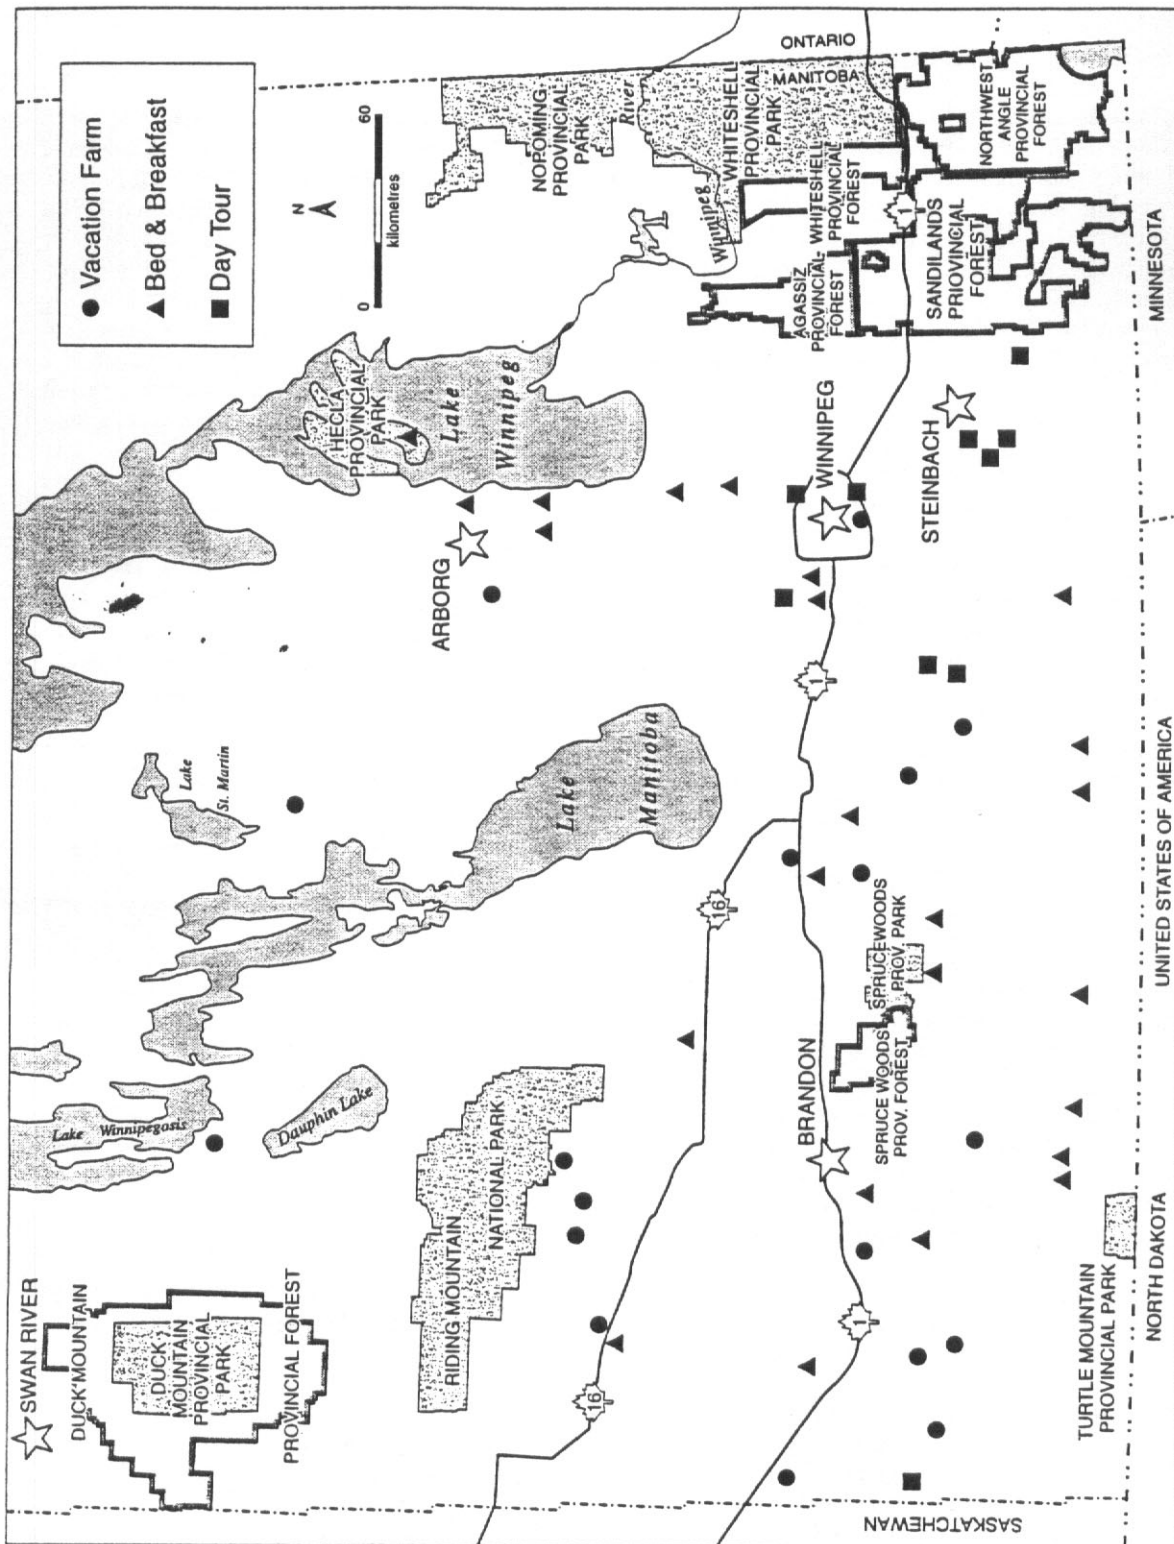 ONTARIO
MANITOBA
Vacation Farm
Bed & Breakfast
Day Tour
N
0
60
kilometres
NOPOMING
PROVINCIAL
PARK
River
Winnipeg
WHITESHELL
PROVINCIAL
PARK
WHITESHELL
PROVINCIAL
FOREST
AGASSIZ
PROVINCIAL
FOREST
1
NORTHWEST
ANGLE
PROVINCIAL
FOREST
SANDILANDS
PRIOVINCIAL
FOREST
MINNESOTA
HECLA
PROVINCIAL
PARK
Lake
Winnipeg
ARBORG
WINNIPEG
STEINBACH
1
Lake
St. Martin
Lake
Manitoba
16
Lake Winnipegosis
Dauphin Lake
RIDING MOUNTAIN
NATIONAL PARK
SPRUCEWOODS
PROV. PARK
SPRUCE WOODS
PROV. FOREST
BRANDON
UNITED STATES OF AMERICA
SWAN RIVER
DUCK MOUNTAIN
DUCK
MOUNTAIN
PROVINCIAL
PARK
PROVINCIAL FOREST
16
1
TURTLE MOUNTAIN
PROVINCIAL PARK
NORTH DAKOTA
SASKATCHEWAN